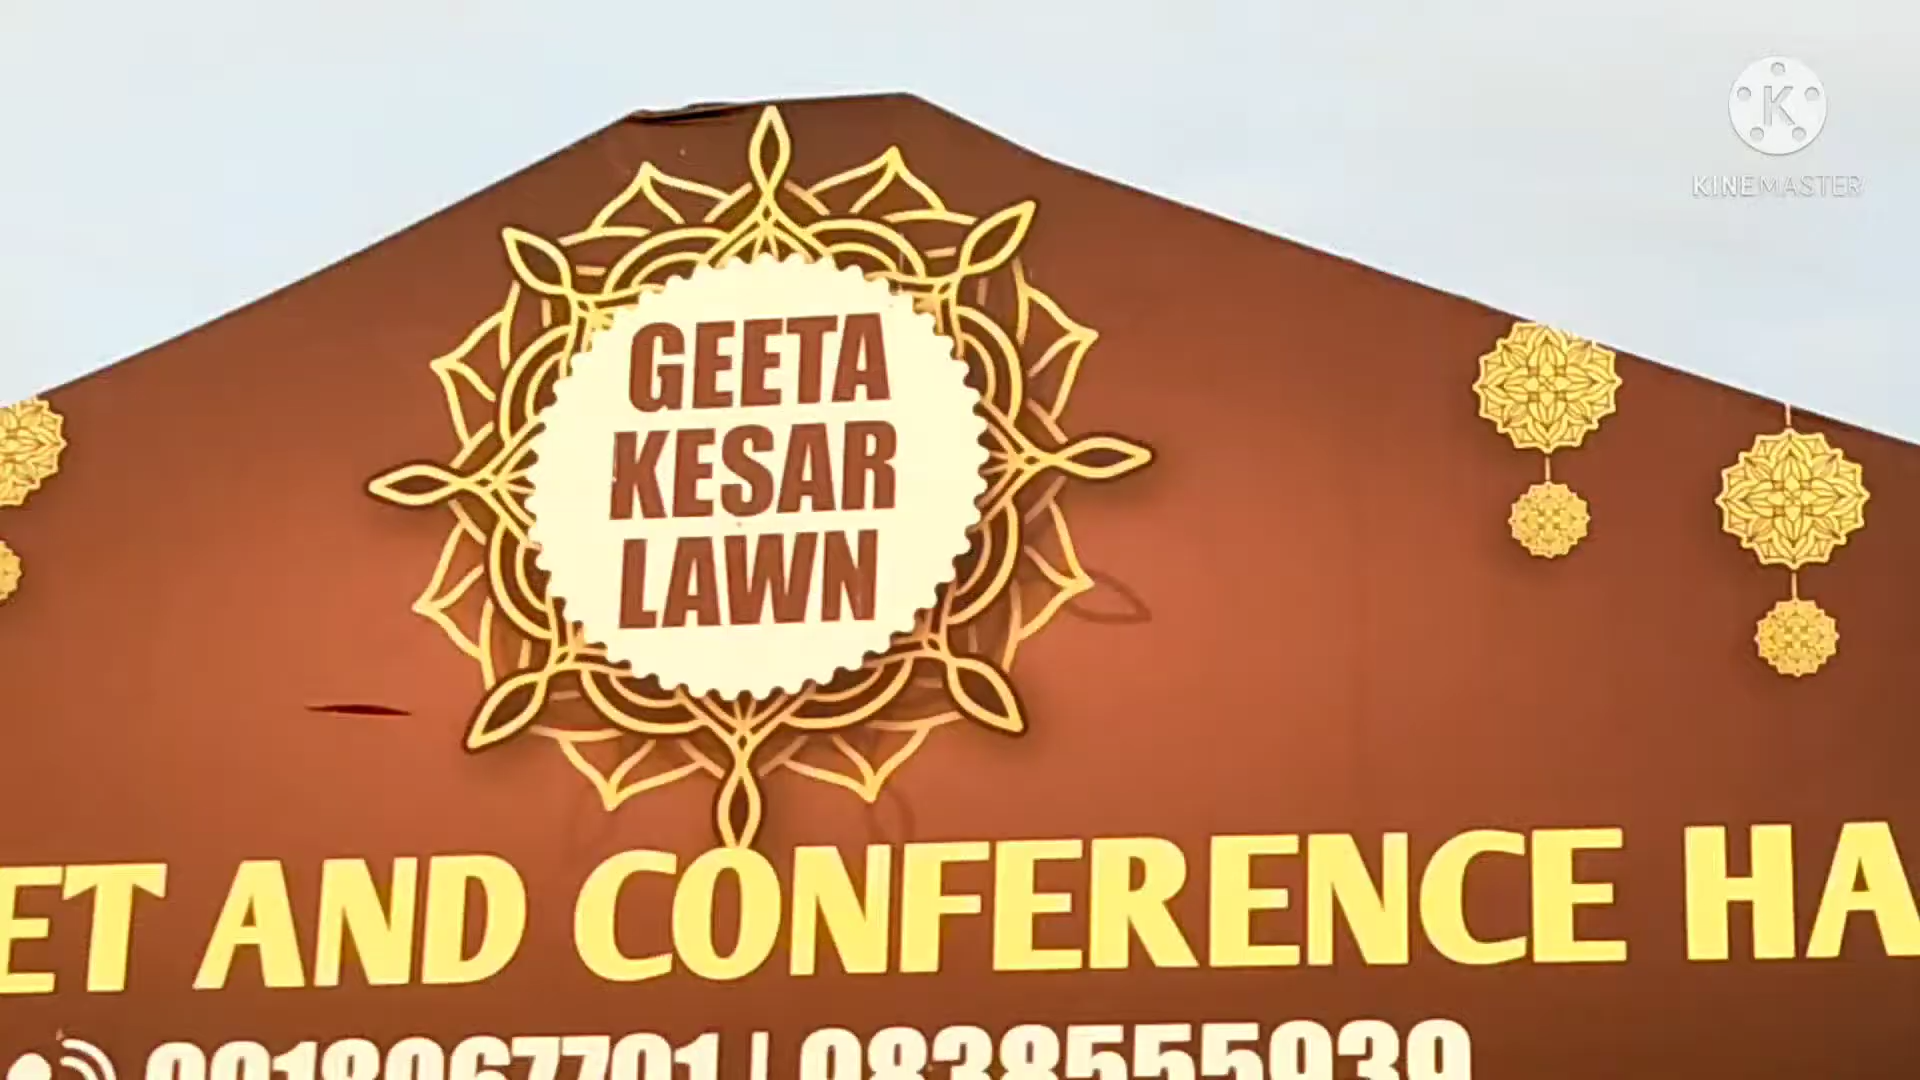 KINEMASTER
GEETA
KESAR
LAWN
ET AND CONFERENCE HA